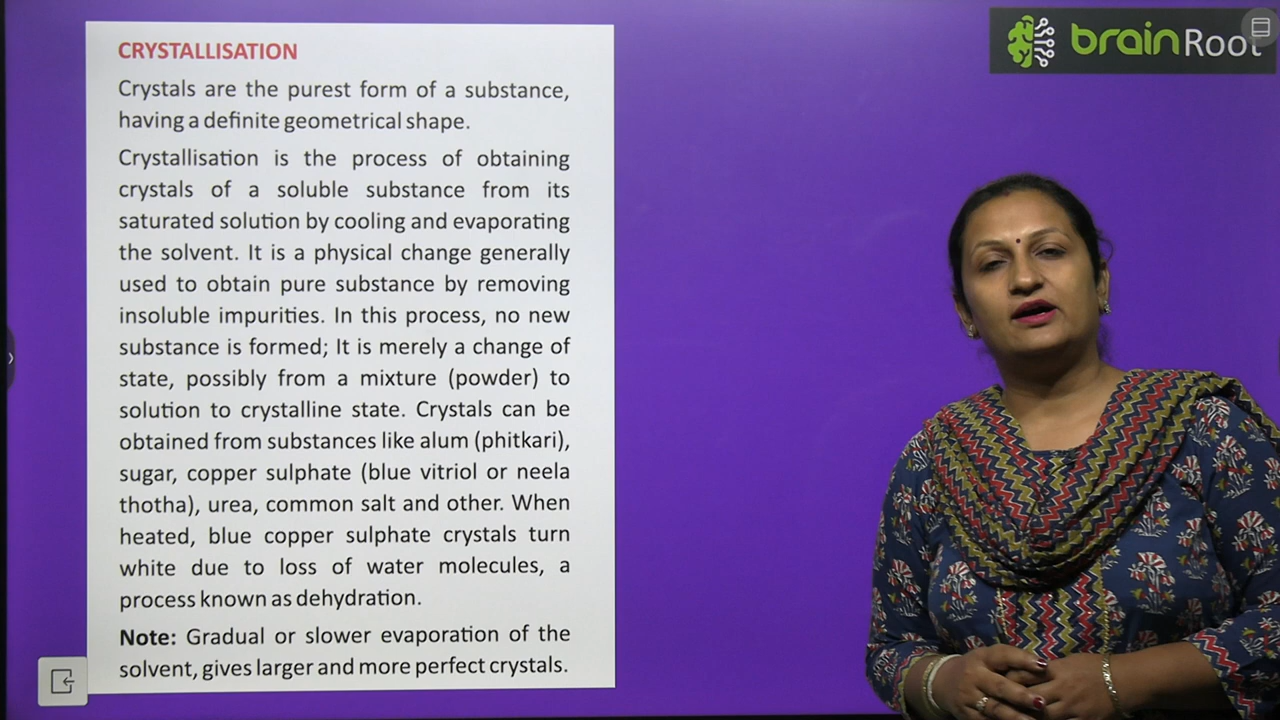 CRYSTALLISATION
Crystals are the purest form of a substance,
having a definite geometrical shape.
Crystallisation is the process of obtaining
crystals of a soluble substance from its
saturated solution by cooling and evaporating
the solvent. It is a physical change generally
used to obtain pure substance by removing
insoluble impurities. In this process, no new
substance is formed; It is merely a change of
state, possibly from a mixture (powder) to
solution to crystalline state. Crystals can be
obtained from substances like alum (phitkari),
sugar, copper sulphate (blue vitriol or neela
thotha), urea, common salt and other. When
heated, blue copper sulphate crystals turn
white due to loss of water molecules, a
process known as dehydration.
Note: Gradual or slower evaporation of the
solvent, gives larger and more perfect crystals.
brainRoot